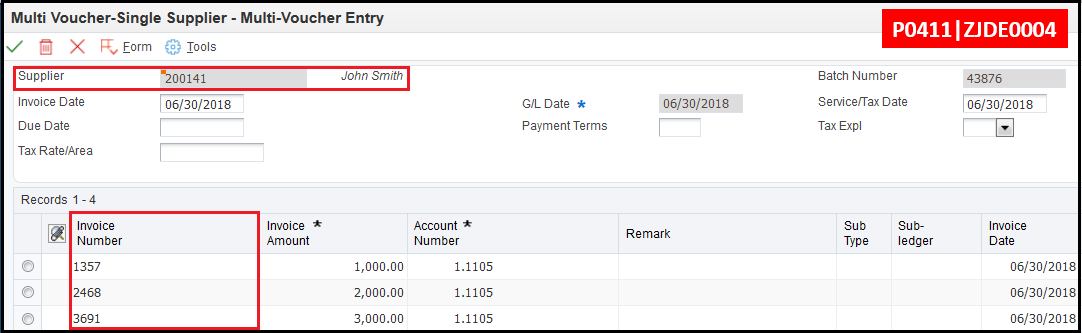 Multi Voucher-Single Supplier - Multi-Voucher Entry
P0411|ZJDE0004
Form Tools
Supplier 200141 John Smith Batch Number 43876
Invoice Date 06/30/2018 G/L Date * 06/30/2018 Service/Tax Date 06/30/2018
Due Date Payment Terms Tax Expl
Tax Rate/Area
Records 1 - 4
Invoice Number Invoice * Amount Account * Number Remark Sub Type Sub-ledger Invoice Date
1357 1,000.00 1.1105 06/30/2018
2468 2,000.00 1.1105 06/30/2018
3691 3,000.00 1.1105 06/30/2018